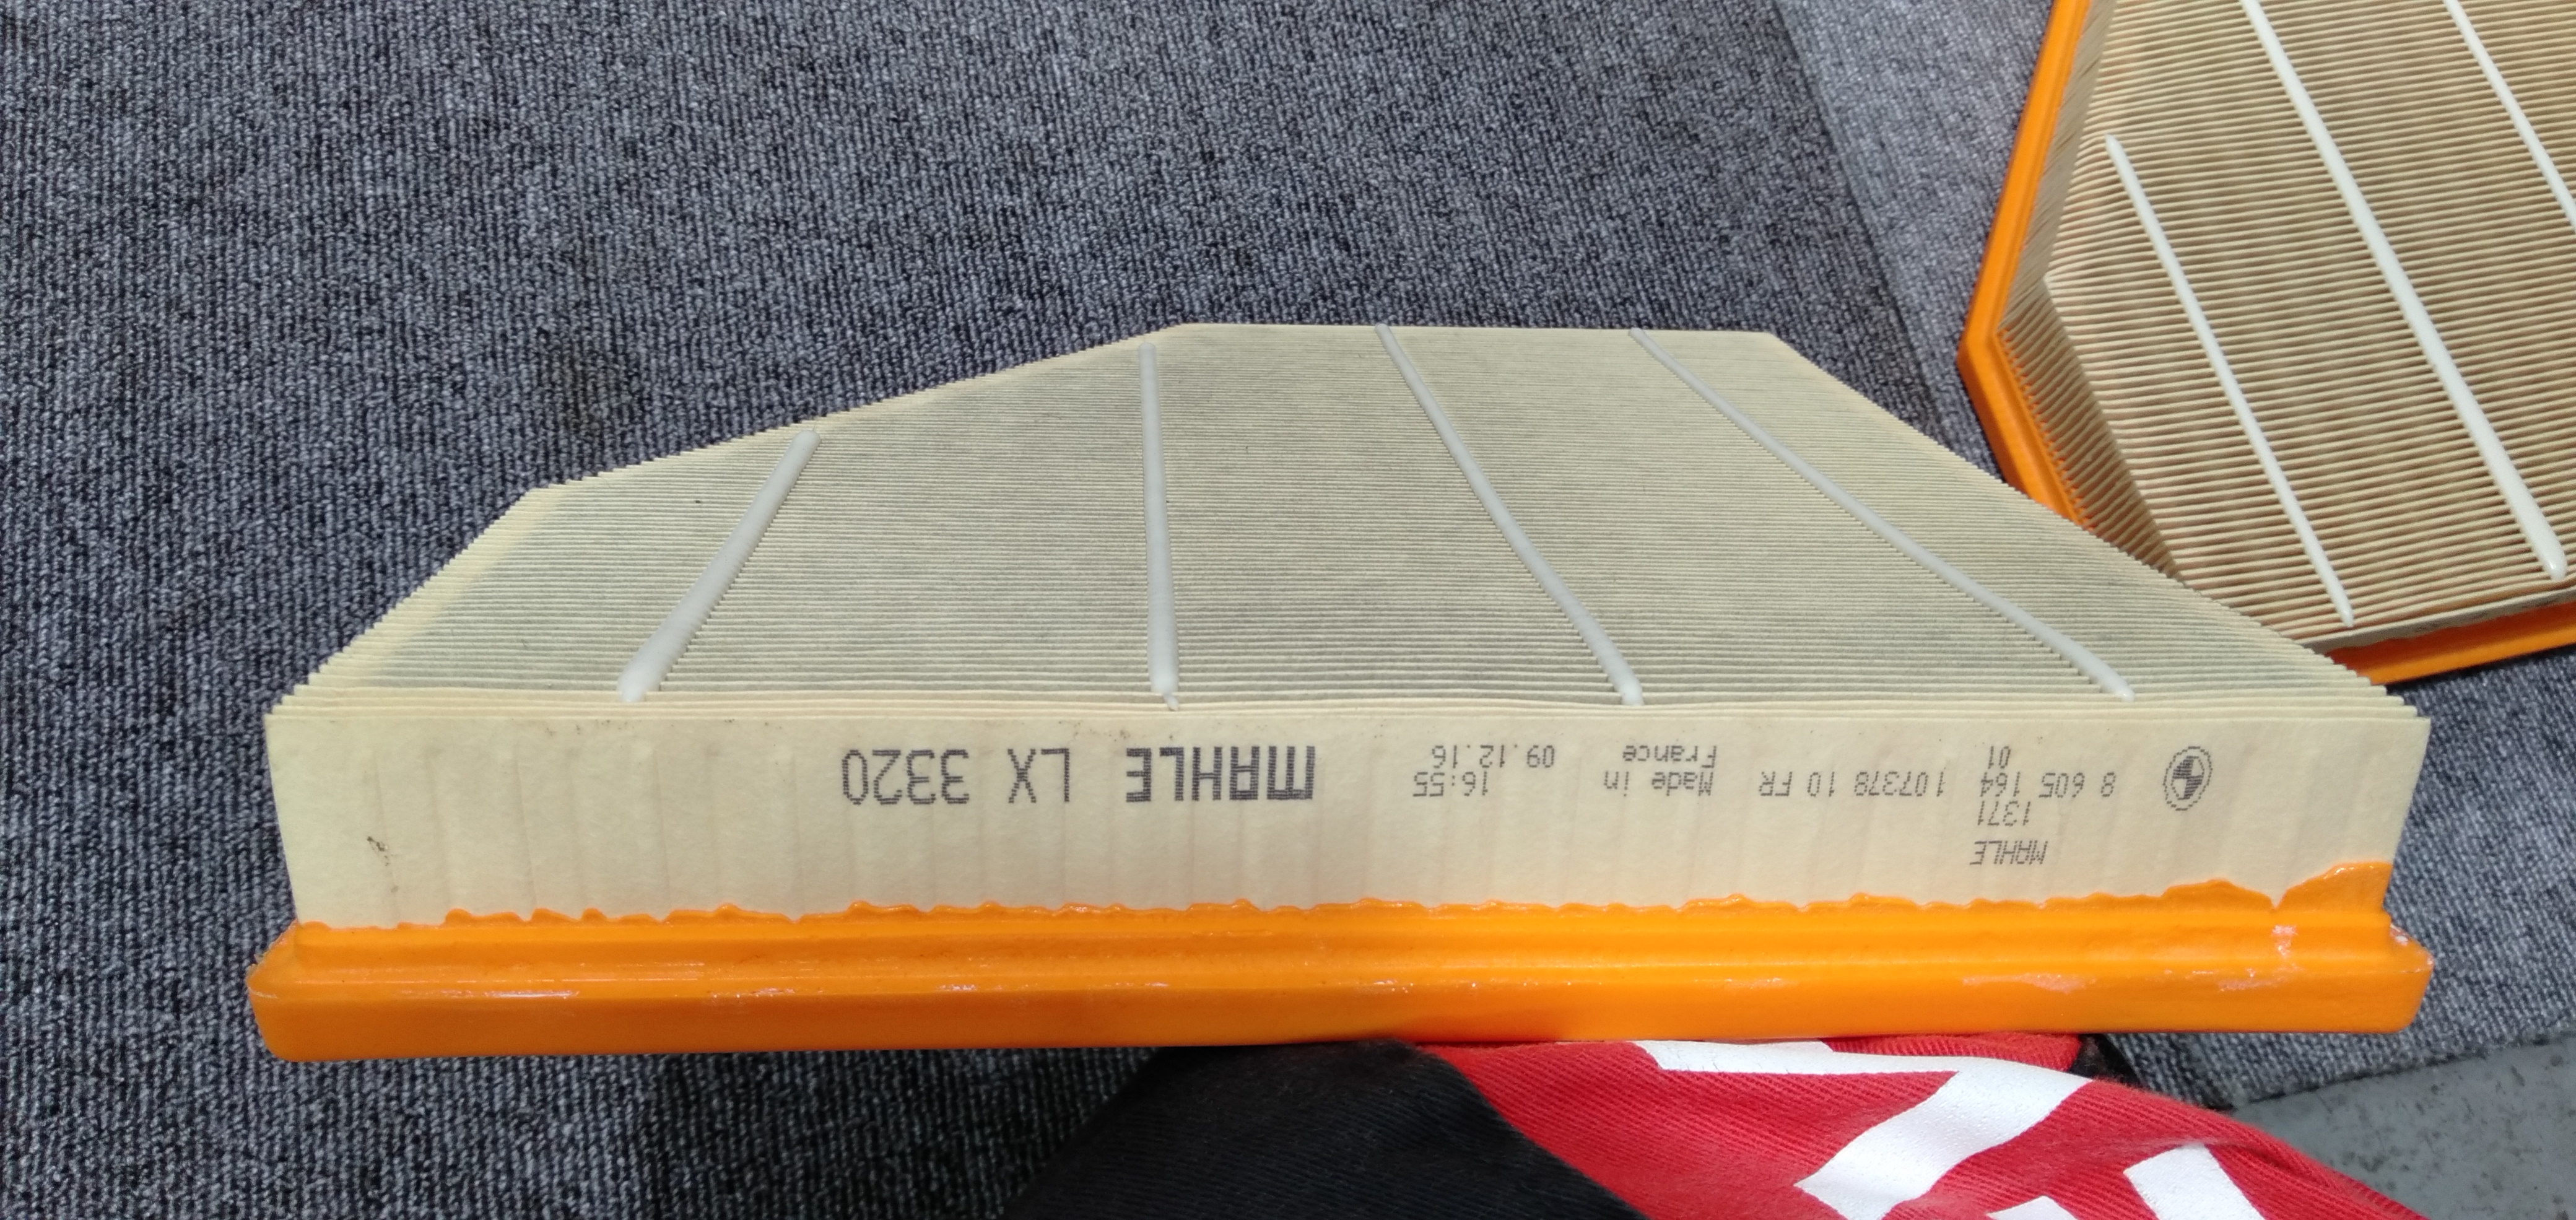 MAHLE
1371
8 605 164
01
107378 10 FR
Made in
France
16:55
09.12.16
MAHLE LX 3320